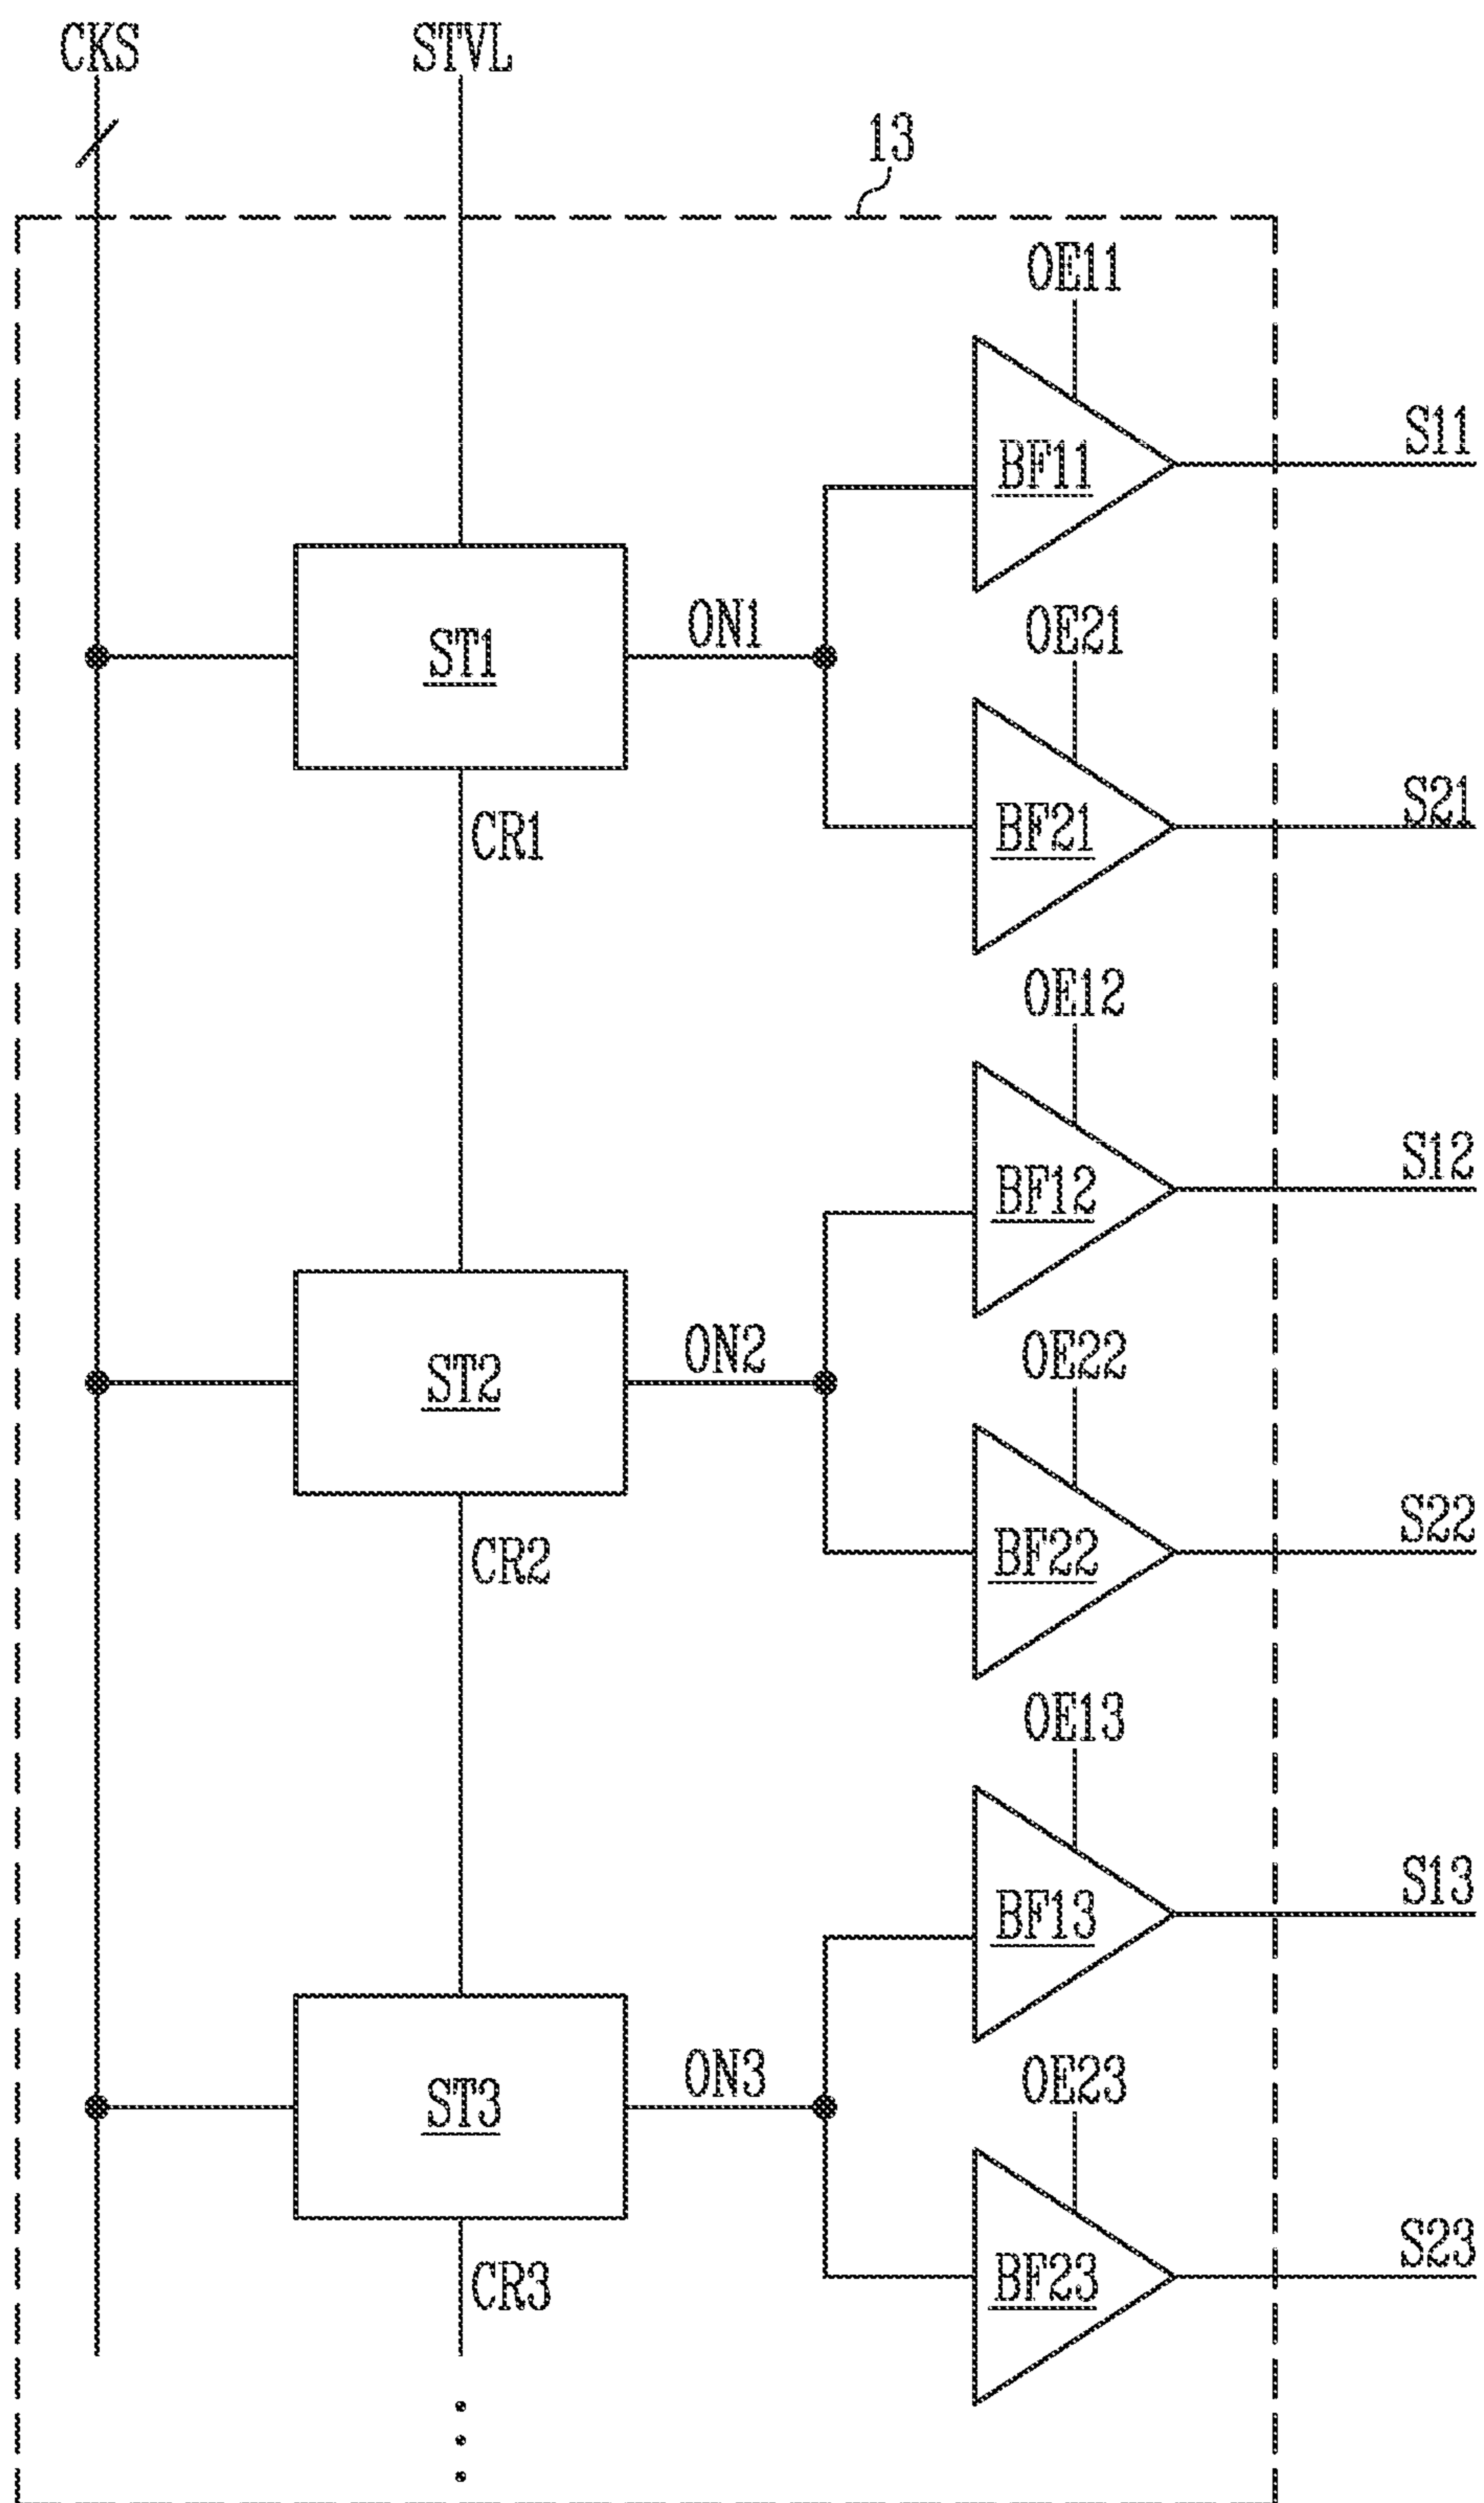 CKS STVL
13
OE11
BF11
S11
ST1
ON1
OE21
BF21
S21
CR1
OE12
BF12
S12
ST2
ON2
OE22
BF22
S22
CR2
OE13
BF13
S13
ST3
ON3
OE23
BF23
S23
CR3